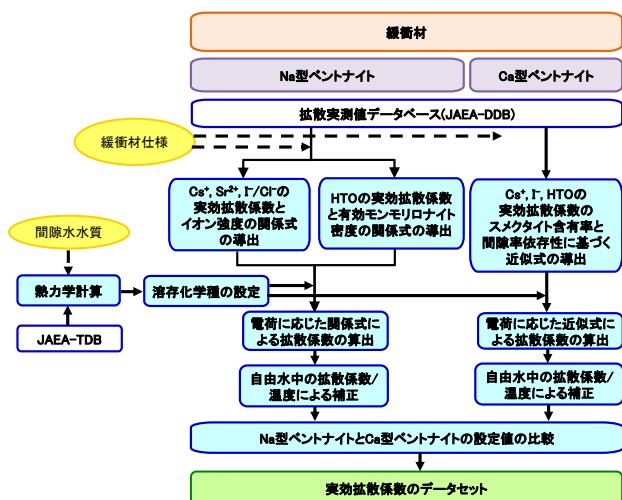 緩衝材
Na型ベントナイト
Ca型ベントナイト
拡散実測値データベース(JAEA-DDB)
緩衝材仕様
Cs⁺, Sr²⁺, I⁻/Cl⁻の
実効拡散係数と
イオン強度の関係式
の導出
HTOの実効拡散係数
と有効モンモリロナイト
密度の関係式の導出
Cs⁺, I⁻, HTOの
実効拡散係数の
スメクタイト含有率と
間隙率依存性に基づく
近似式の導出
間隙水水質
熱力学計算
溶存化学種の設定
JAEA-TDB
電荷に応じた関係式に
よる拡散係数の算出
電荷に応じた近似式に
よる拡散係数の算出
自由水中の拡散係数/
温度による補正
自由水中の拡散係数/
温度による補正
Na型ベントナイトとCa型ベントナイトの設定値の比較
実効拡散係数のデータセット